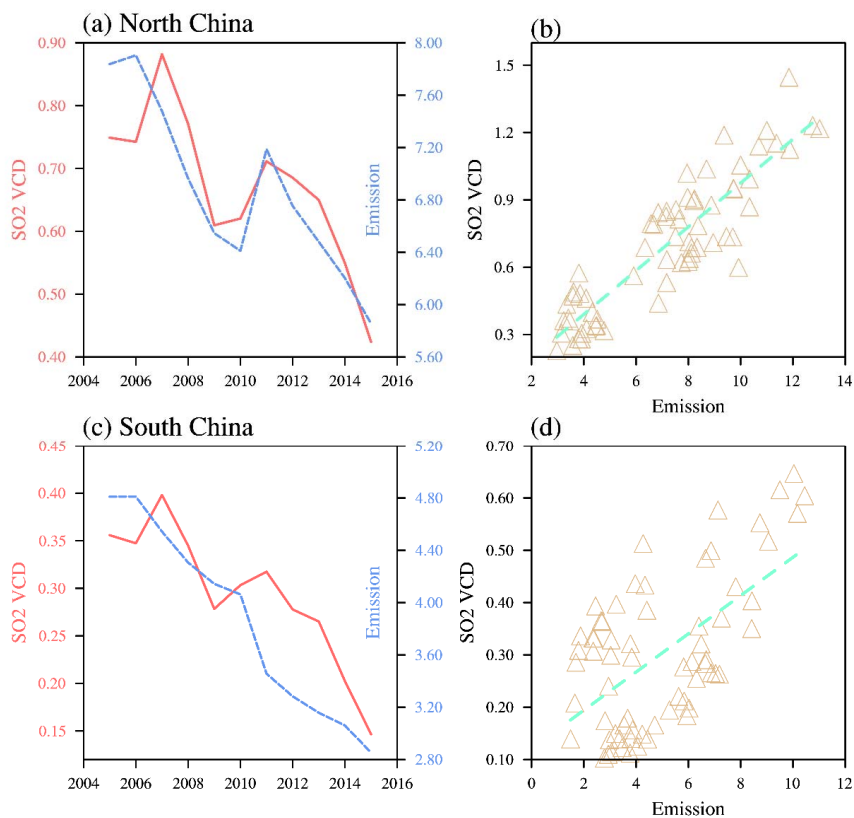 (a) North China
(b)
0.90
0.80
0.70
0.60
0.50
0.40
SO2 VCD
8.00
7.60
7.20
6.80
6.40
6.00
5.60
Emission
2004 2006 2008 2010 2012 2014 2016
1.5
1.2
0.9
0.6
0.3
SO2 VCD
2 4 6 8 10 12 14
Emission
(c) South China
(d)
0.45
0.40
0.35
0.30
0.25
0.20
0.15
SO2 VCD
5.20
4.80
4.40
4.00
3.60
3.20
2.80
Emission
2004 2006 2008 2010 2012 2014 2016
0.70
0.60
0.50
0.40
0.30
0.20
0.10
SO2 VCD
0 2 4 6 8 10 12
Emission